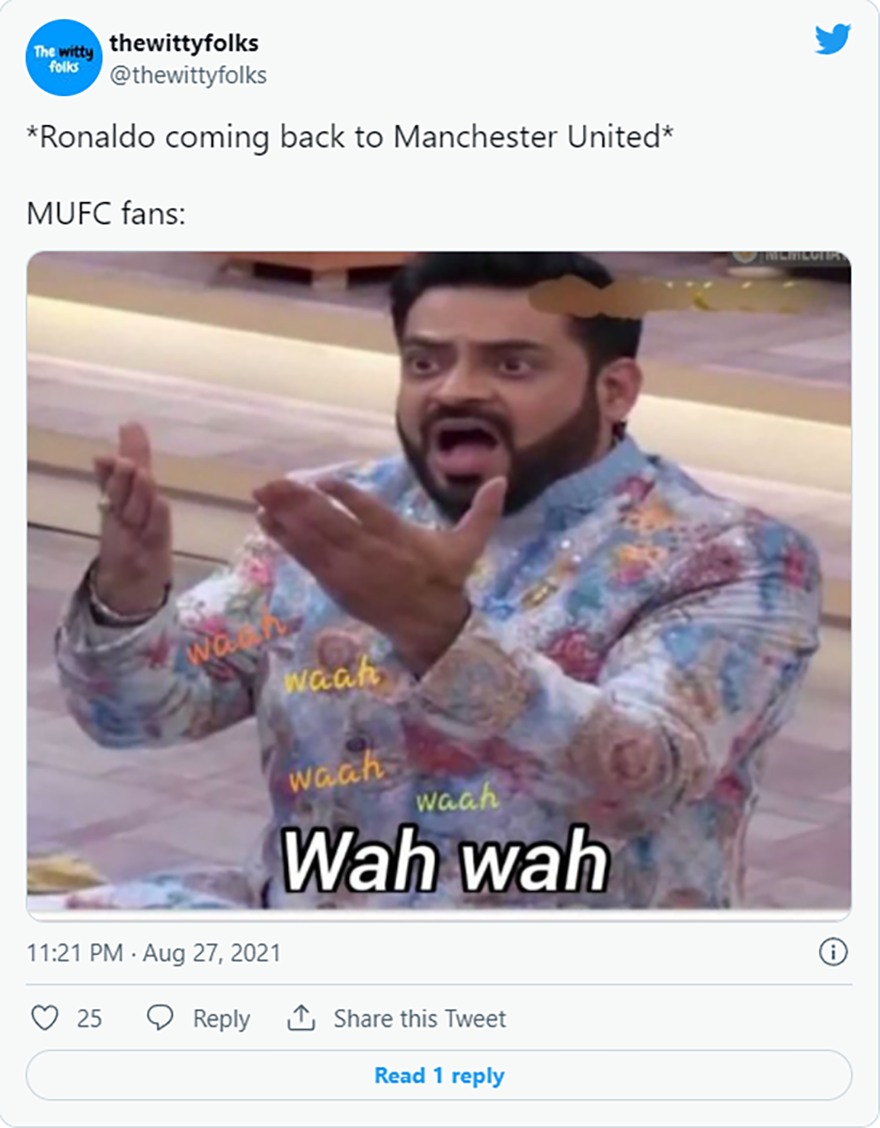 The witty
folks
thewittyfolks
@thewittyfolks
*Ronaldo coming back to Manchester United*
MUFC fans:
waah
waah
waah
waah
Wah wah
11:21 PM · Aug 27, 2021
25
Reply
Share this Tweet
Read 1 reply